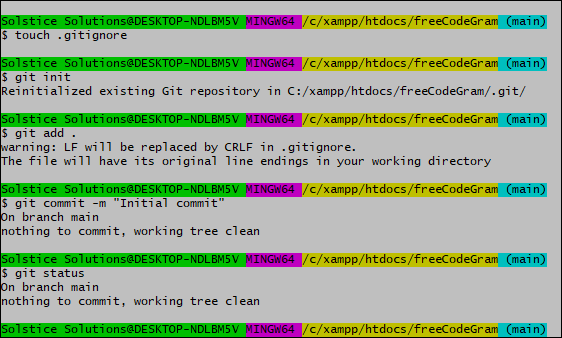 Solstice Solutions@DESKTOP-NDLBM5V MINGW64 /c/xampp/htdocs/freeCodeGram (main)
$ touch .gitignore
Solstice Solutions@DESKTOP-NDLBM5V MINGW64 /c/xampp/htdocs/freeCodeGram (main)
$ git init
Reinitialized existing Git repository in C:/xampp/htdocs/freeCodeGram/.git/
Solstice Solutions@DESKTOP-NDLBM5V MINGW64 /c/xampp/htdocs/freeCodeGram (main)
$ git add .
warning: LF will be replaced by CRLF in .gitignore.
The file will have its original line endings in your working directory
Solstice Solutions@DESKTOP-NDLBM5V MINGW64 /c/xampp/htdocs/freeCodeGram (main)
$ git commit -m "Initial commit"
On branch main
nothing to commit, working tree clean
Solstice Solutions@DESKTOP-NDLBM5V MINGW64 /c/xampp/htdocs/freeCodeGram (main)
$ git status
On branch main
nothing to commit, working tree clean
Solstice Solutions@DESKTOP-NDLBM5V MINGW64 /c/xampp/htdocs/freeCodeGram (main)